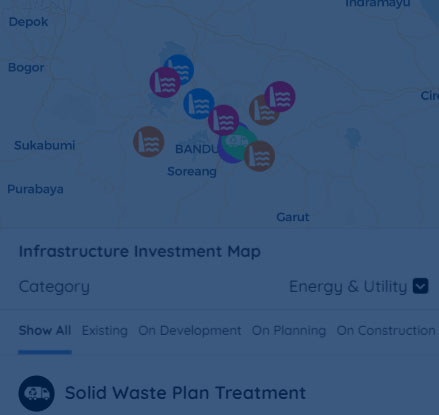 Indramayu
Depok
Bogor
Sukabumi
BANDU
Soreang
Purabaya
Garut
Infrastructure Investment Map
Category
Energy & Utility
Show All Existing On Development On Planning On Construction
Solid Waste Plan Treatment